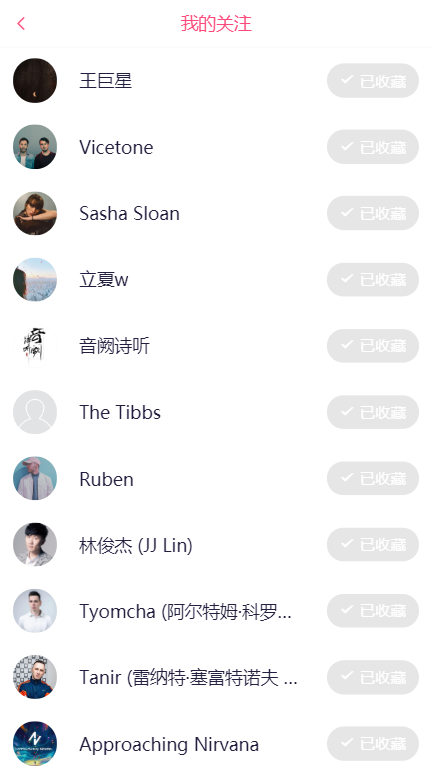 我的关注
王巨星
已收藏
Vicetone
已收藏
Sasha Sloan
已收藏
立夏w
已收藏
音阙诗听
已收藏
The Tibbs
已收藏
Ruben
已收藏
林俊杰 (JJ Lin)
已收藏
Tyomcha (阿尔特姆·科罗...
已收藏
Tanir (雷纳特·塞富特诺夫 ...
已收藏
Approaching Nirvana
已收藏